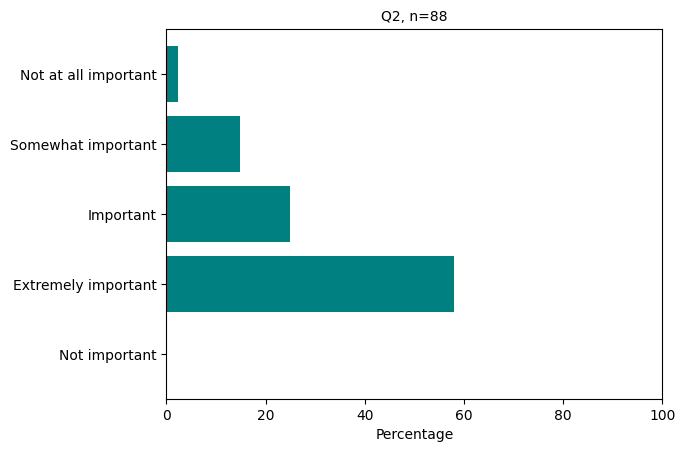 Q2, n=88
Not at all important
Somewhat important
Important
Extremely important
Not important
0 20 40 60 80 100
Percentage